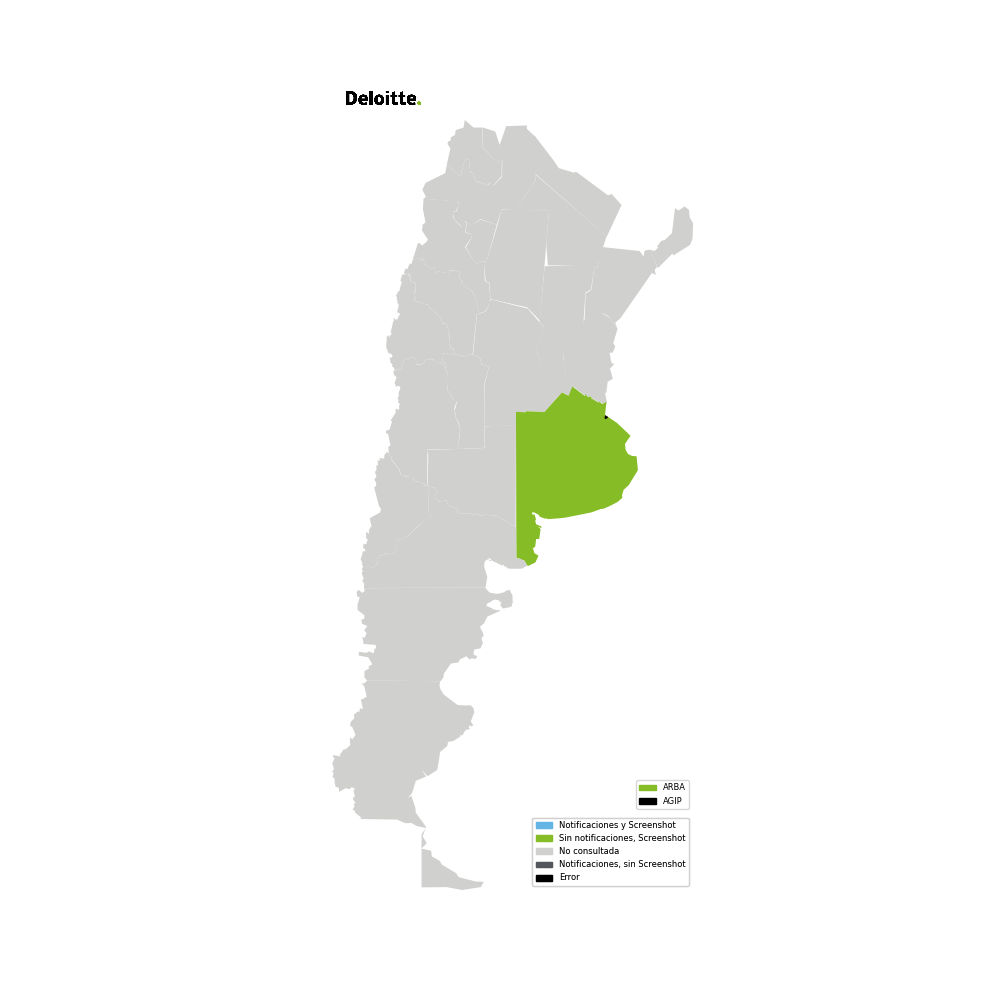 Deloitte.
ARBA
AGIP
Notificaciones y Screenshot
Sin notificaciones, Screenshot
No consultada
Notificaciones, sin Screenshot
Error